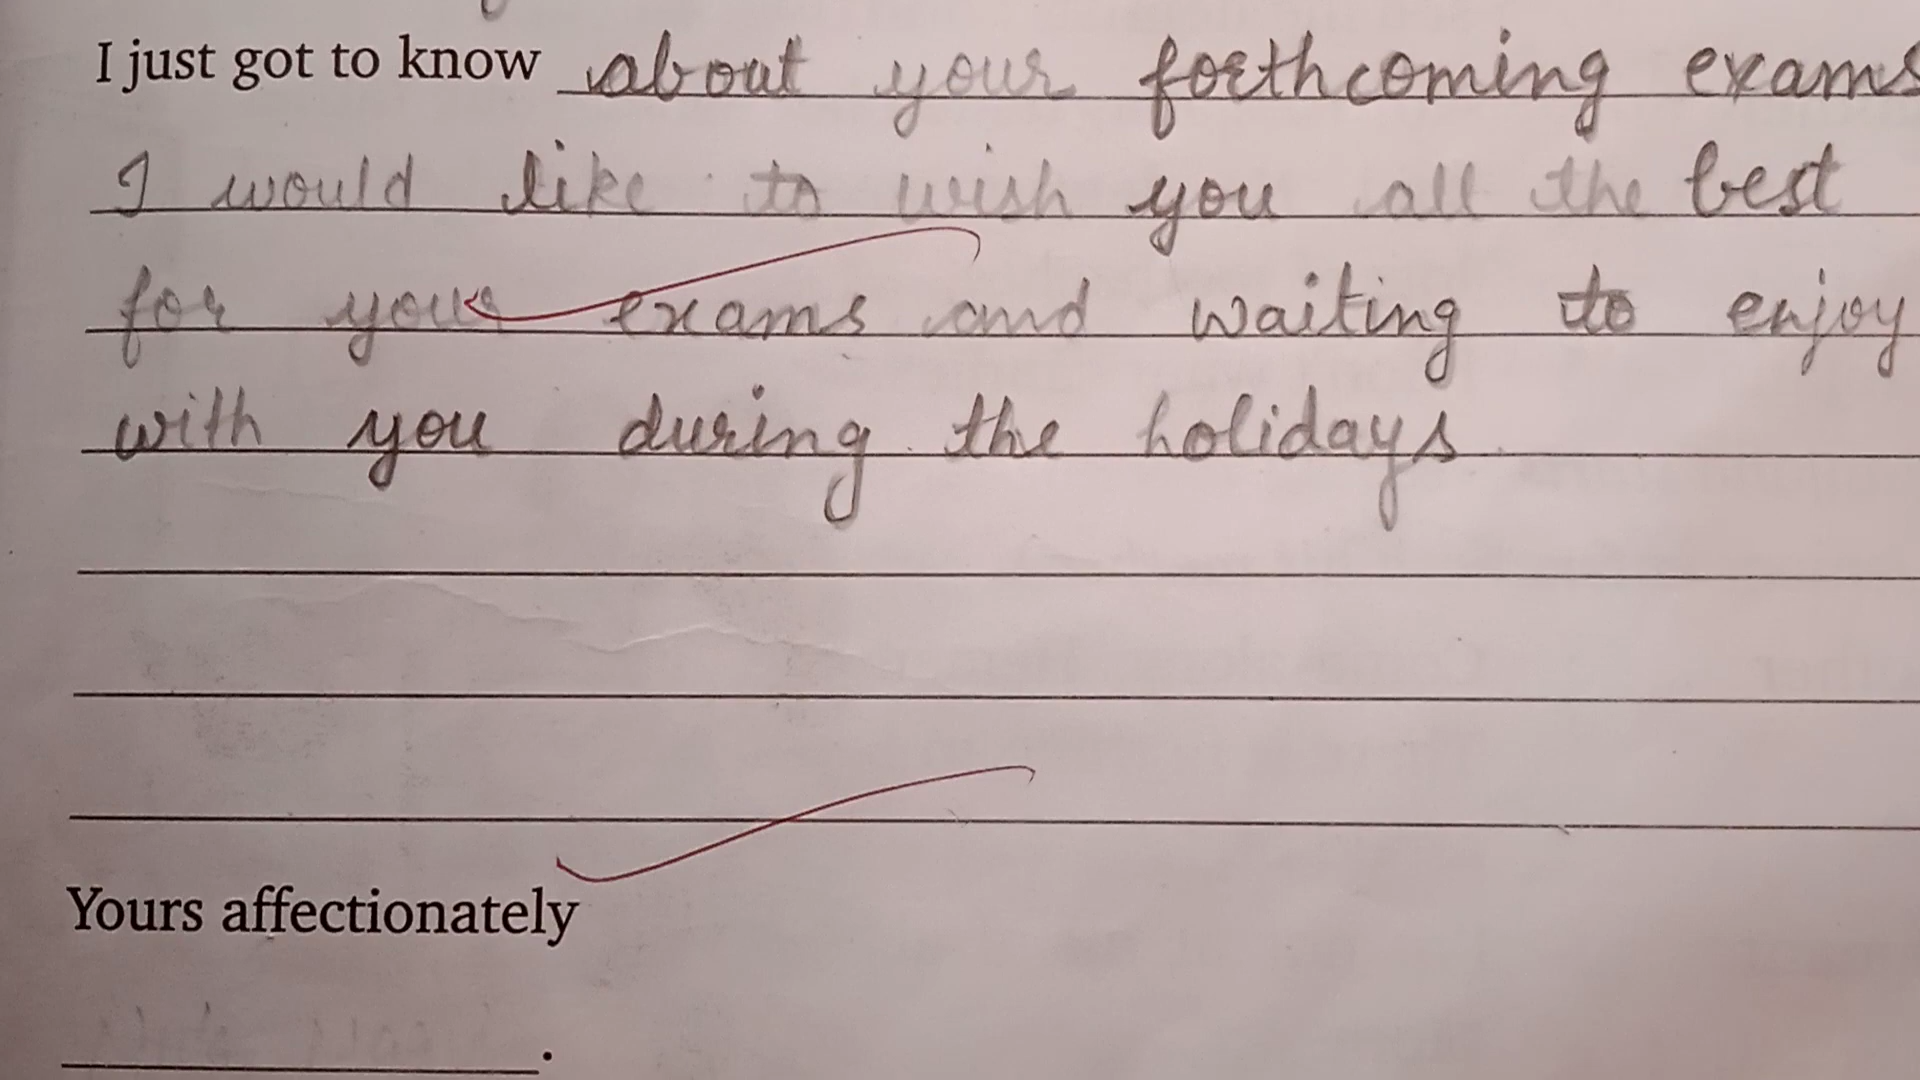 I just got to know about your forthcoming exams
I would like to wish you all the best
for your exams and waiting to enjoy
with you during the holidays
Yours affectionately
.